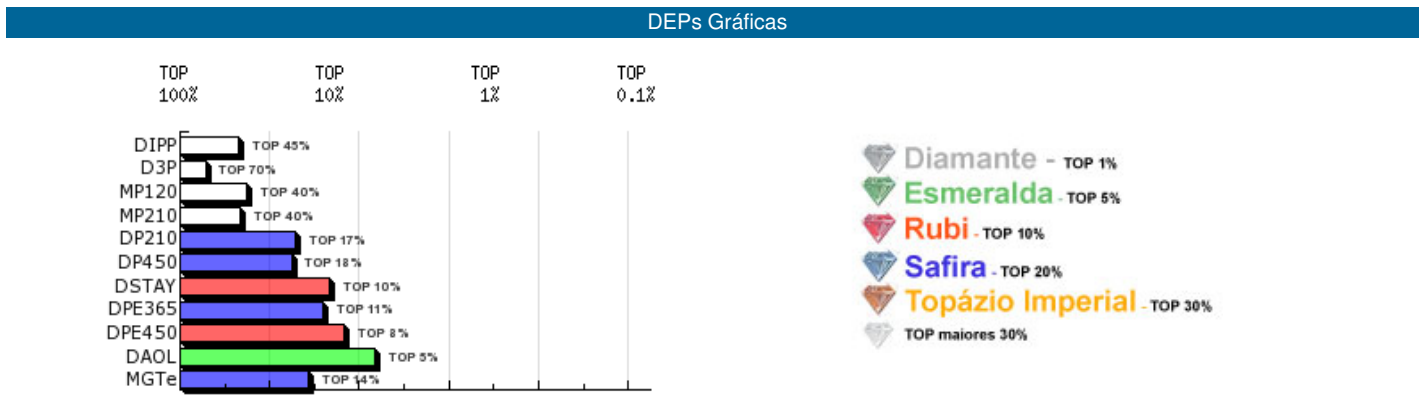 DEPs Gráficas
TOP 100%
TOP 10%
TOP 1%
TOP 0.1%
DIPP TOP 45%
D3P TOP 70%
MP120 TOP 40%
MP210 TOP 40%
DP210 TOP 17%
DP450 TOP 18%
DSTAY TOP 10%
DPE365 TOP 11%
DPE450 TOP 8%
DAOL TOP 5%
MGTe TOP 14%
Diamante - TOP 1%
Esmeralda - TOP 5%
Rubi - TOP 10%
Safira - TOP 20%
Topázio Imperial - TOP 30%
TOP maiores 30%